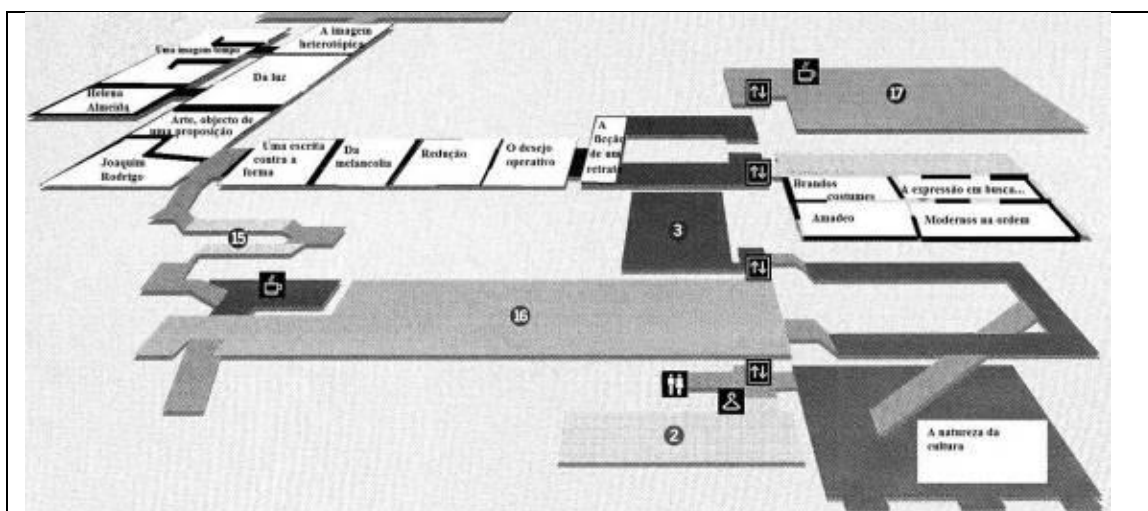 A imagem
heterotópica
Uma imagem tempo
Da luz
Helena
Almeida
Arte, objecto de
uma proposição
Joaquim
Rodrigo
Uma escrita
contra a
forma
Da
melancolia
Redução
O desejo
operativo
A
ficção
de um
retrato
17
Brandos
costumes
A expressão em busca...
Amadeo
Modernos na ordem
3
15
16
2
A natureza da
cultura